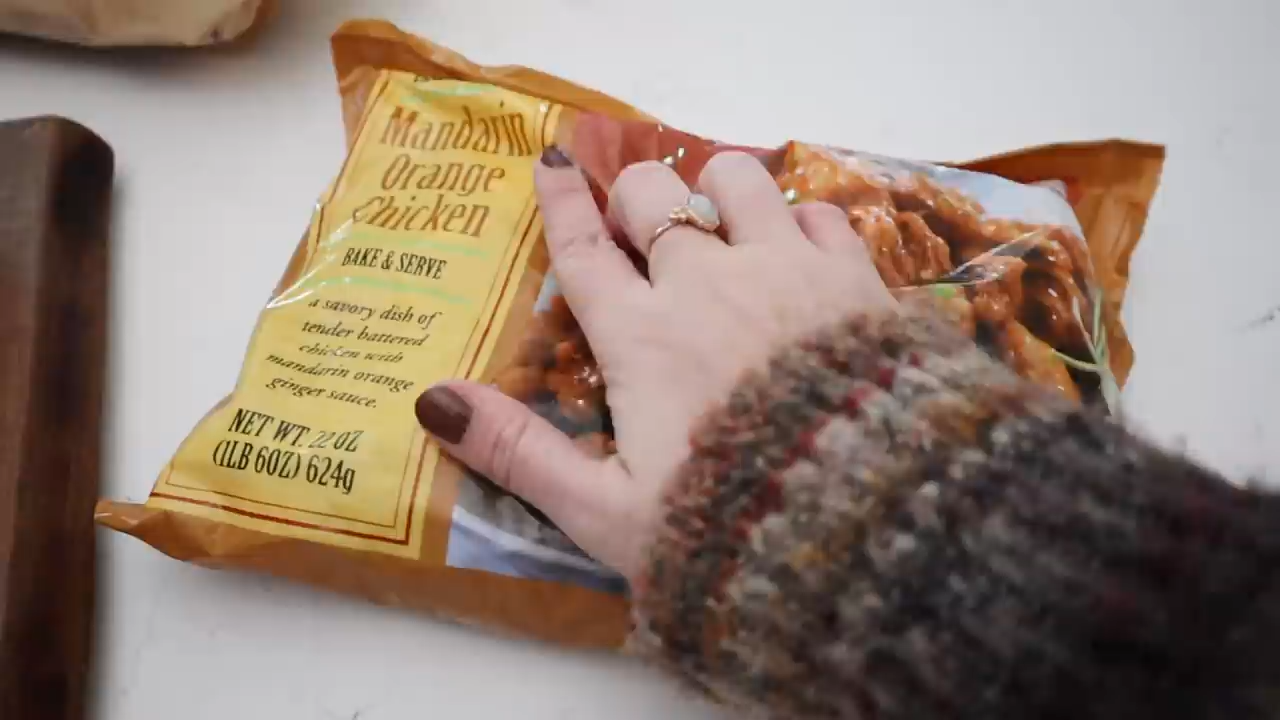 Mandarin
Orange
Chicken
BAKE & SERVE
a savory dish of
tender battered
chicken with
mandarin orange
ginger sauce.
NET WT. 22 OZ
(1LB 6OZ) 624g